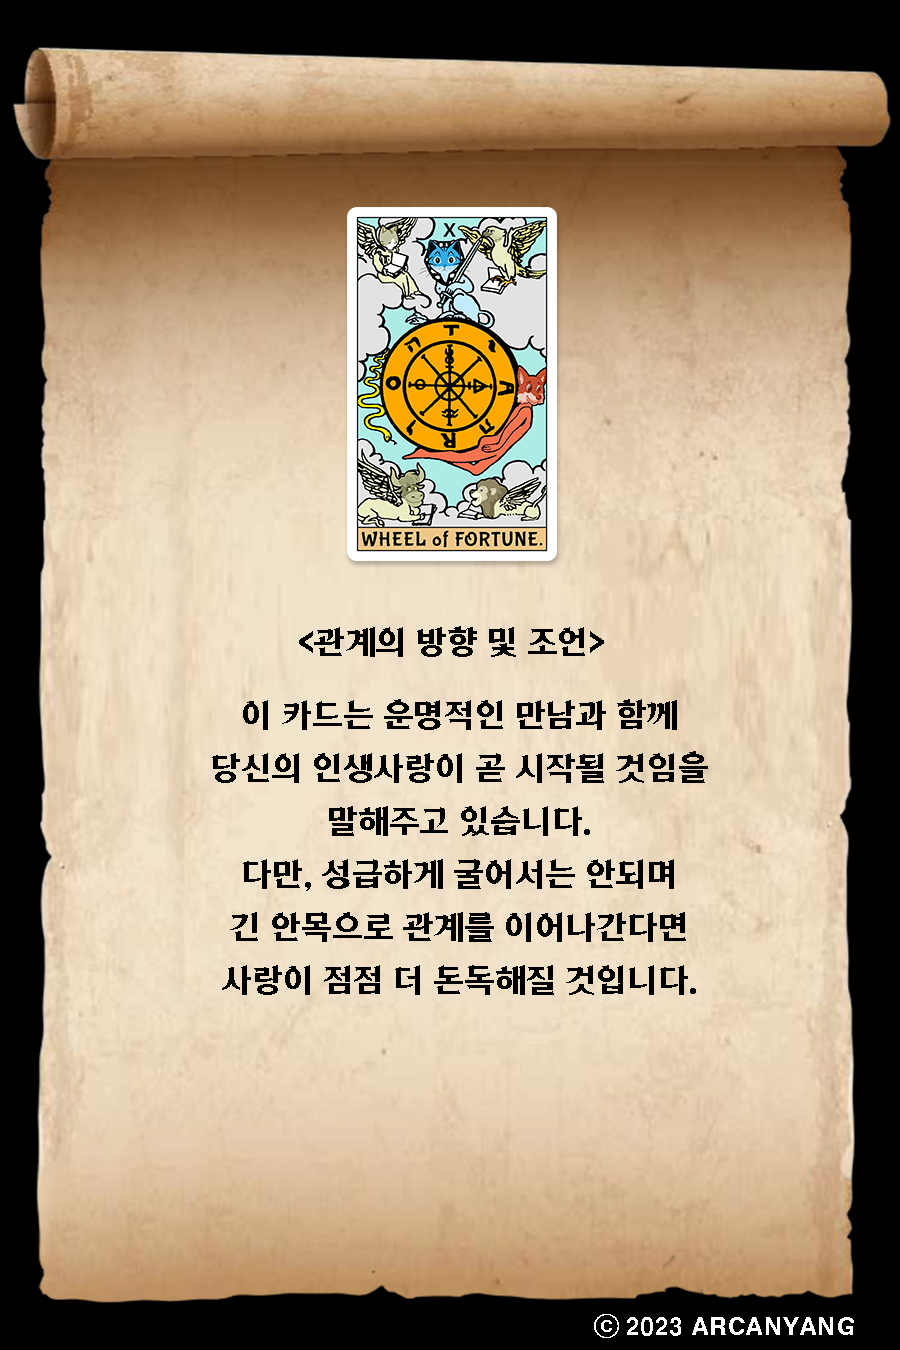 X
WHEEL of FORTUNE.
<관계의 방향 및 조언>
이 카드는 운명적인 만남과 함께
당신의 인생사랑이 곧 시작될 것임을
말해주고 있습니다.
다만, 성급하게 굴어서는 안되며
긴 안목으로 관계를 이어나간다면
사랑이 점점 더 돈독해질 것입니다.
ⓒ 2023 ARCANYANG